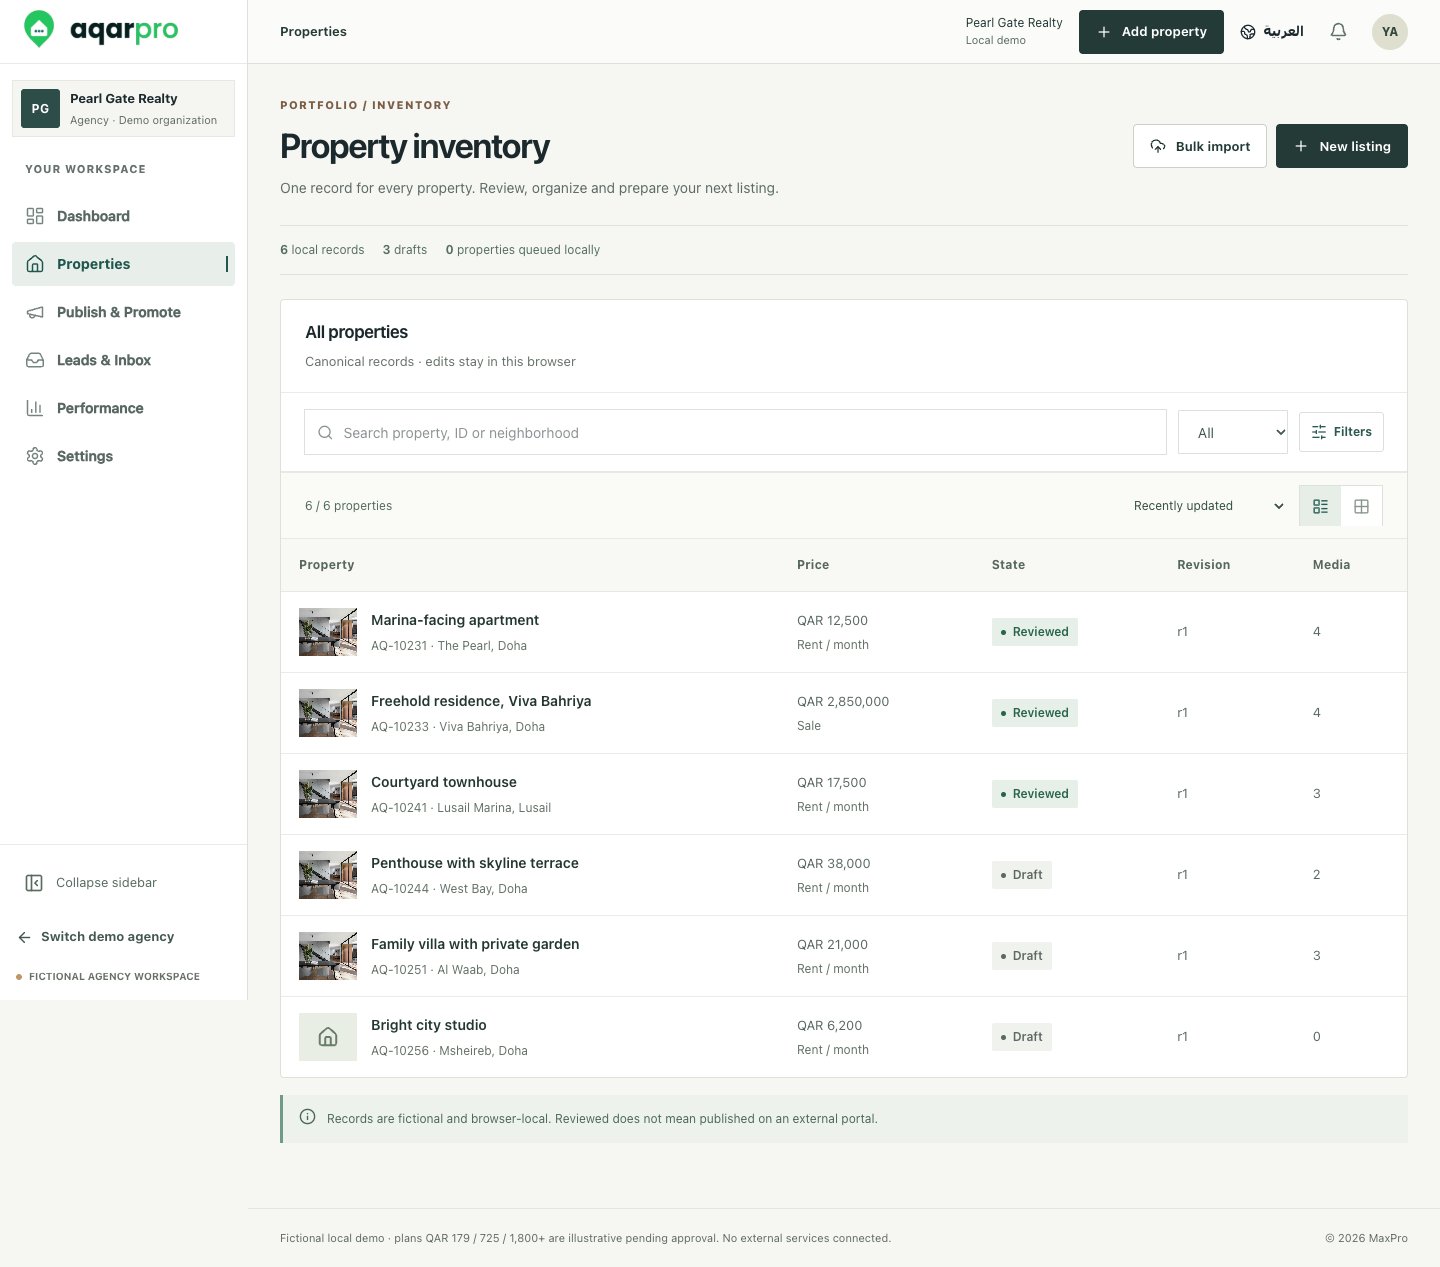 aqarpro
Properties
Pearl Gate Realty
Local demo
Add property
العربية
YA
PG
Pearl Gate Realty
Agency · Demo organization
YOUR WORKSPACE
Dashboard
Properties
Publish & Promote
Leads & Inbox
Performance
Settings
Collapse sidebar
Switch demo agency
FICTIONAL AGENCY WORKSPACE
PORTFOLIO / INVENTORY
Property inventory
One record for every property. Review, organize and prepare your next listing.
Bulk import
New listing
6 local records 3 drafts 0 properties queued locally
All properties
Canonical records · edits stay in this browser
Search property, ID or neighborhood
All
Filters
6 / 6 properties
Recently updated
Property Price State Revision Media
Marina-facing apartment
AQ-10231 · The Pearl, Doha
QAR 12,500
Rent / month
Reviewed
r1
4
Freehold residence, Viva Bahriya
AQ-10233 · Viva Bahriya, Doha
QAR 2,850,000
Sale
Reviewed
r1
4
Courtyard townhouse
AQ-10241 · Lusail Marina, Lusail
QAR 17,500
Rent / month
Reviewed
r1
3
Penthouse with skyline terrace
AQ-10244 · West Bay, Doha
QAR 38,000
Rent / month
Draft
r1
2
Family villa with private garden
AQ-10251 · Al Waab, Doha
QAR 21,000
Rent / month
Draft
r1
3
Bright city studio
AQ-10256 · Msheireb, Doha
QAR 6,200
Rent / month
Draft
r1
0
Records are fictional and browser-local. Reviewed does not mean published on an external portal.
Fictional local demo · plans QAR 179 / 725 / 1,800+ are illustrative pending approval. No external services connected.
© 2026 MaxPro